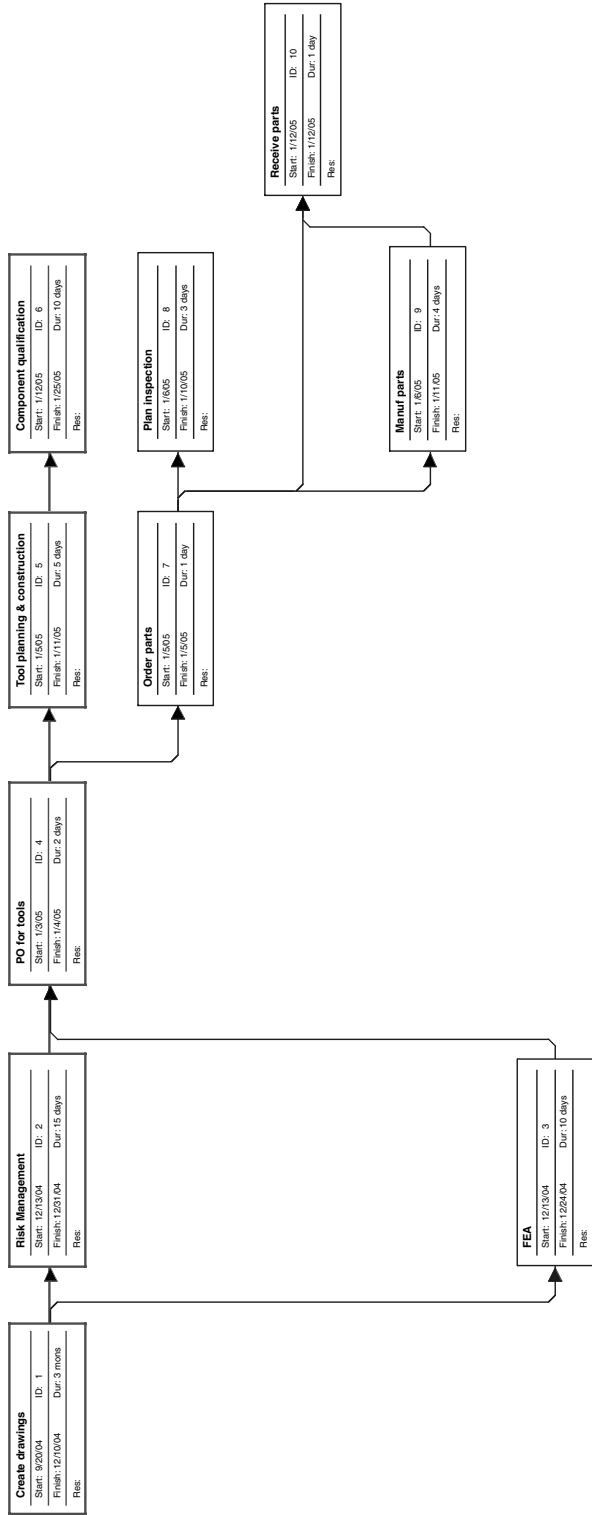 Create drawings
Start: 9/20/04 ID: 1
Finish: 12/10/04 Dur: 3 mons
Res:
Risk Management
Start: 12/13/04 ID: 2
Finish: 12/31/04 Dur: 15 days
Res:
FEA
Start: 12/13/04 ID: 3
Finish: 12/24/04 Dur: 10 days
Res:
PO for tools
Start: 1/3/05 ID: 4
Finish: 1/4/05 Dur: 2 days
Res:
Tool planning & construction
Start: 1/5/05 ID: 5
Finish: 1/11/05 Dur: 5 days
Res:
Component qualification
Start: 1/12/05 ID: 6
Finish: 1/25/05 Dur: 10 days
Res:
Order parts
Start: 1/5/05 ID: 7
Finish: 1/5/05 Dur: 1 day
Res:
Plan inspection
Start: 1/6/05 ID: 8
Finish: 1/10/05 Dur: 3 days
Res:
Manuf parts
Start: 1/6/05 ID: 9
Finish: 1/11/05 Dur: 4 days
Res:
Receive parts
Start: 1/12/05 ID: 10
Finish: 1/12/05 Dur: 1 day
Res: